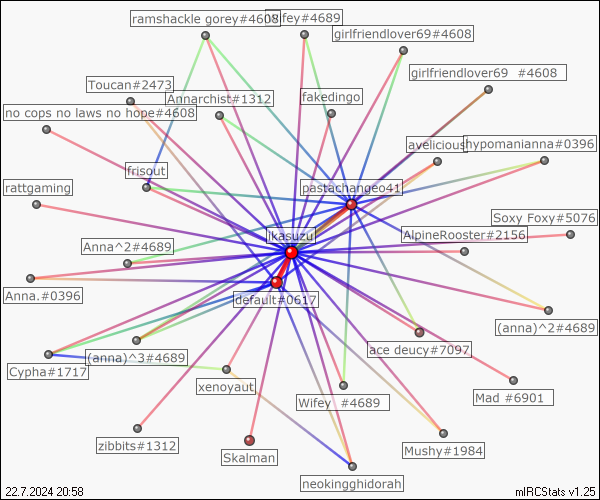 ramshackle gorey#4608
fey#4689
girlfriendlover69#4608
girlfriendlover69 #4608
Toucan#2473
Annarchist#1312
fakedingo
no cops no laws no hope#4608
avelicious
hypomanianna#0396
frisout
pastachangeo41
rattgaming
Soxy Foxy#5076
ikasuzu
AlpineRooster#2156
Anna^2#4689
Anna.#0396
default#0617
(anna)^2#4689
ace deucy#7097
(anna)^3#4689
Cypha#1717
xenoyaut
Wifey #4689
Mad #6901
zibbits#1312
Skalman
Mushy#1984
neokingghidorah
22.7.2024 20:58
mIRCStats v1.25